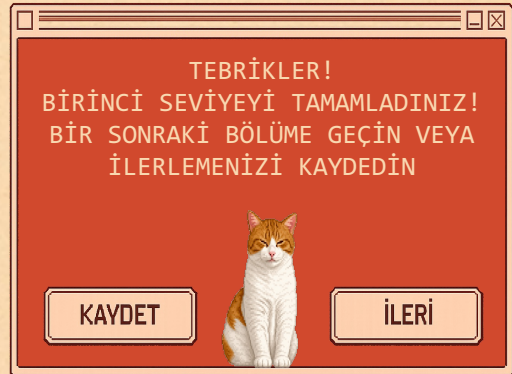 TEBRİKLER!
BİRİNCİ SEVİYEYİ TAMAMLADINIZ!
BİR SONRAKİ BÖLÜME GEÇİN VEYA
İLERLEMENİZİ KAYDEDİN
KAYDET
İLERİ